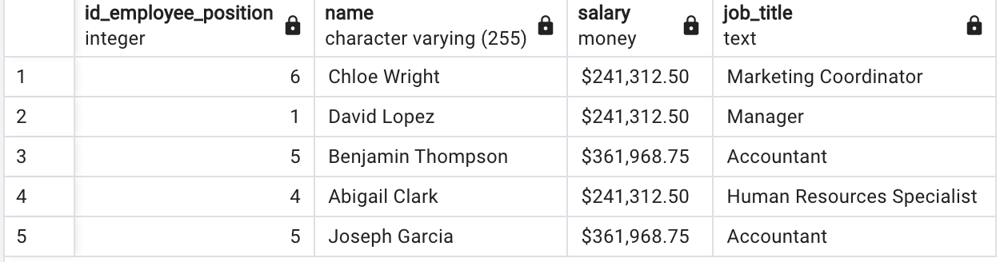 id_employee_position name salary job_title
integer character varying (255) money text
1 6 Chloe Wright $241,312.50 Marketing Coordinator
2 1 David Lopez $241,312.50 Manager
3 5 Benjamin Thompson $361,968.75 Accountant
4 4 Abigail Clark $241,312.50 Human Resources Specialist
5 5 Joseph Garcia $361,968.75 Accountant